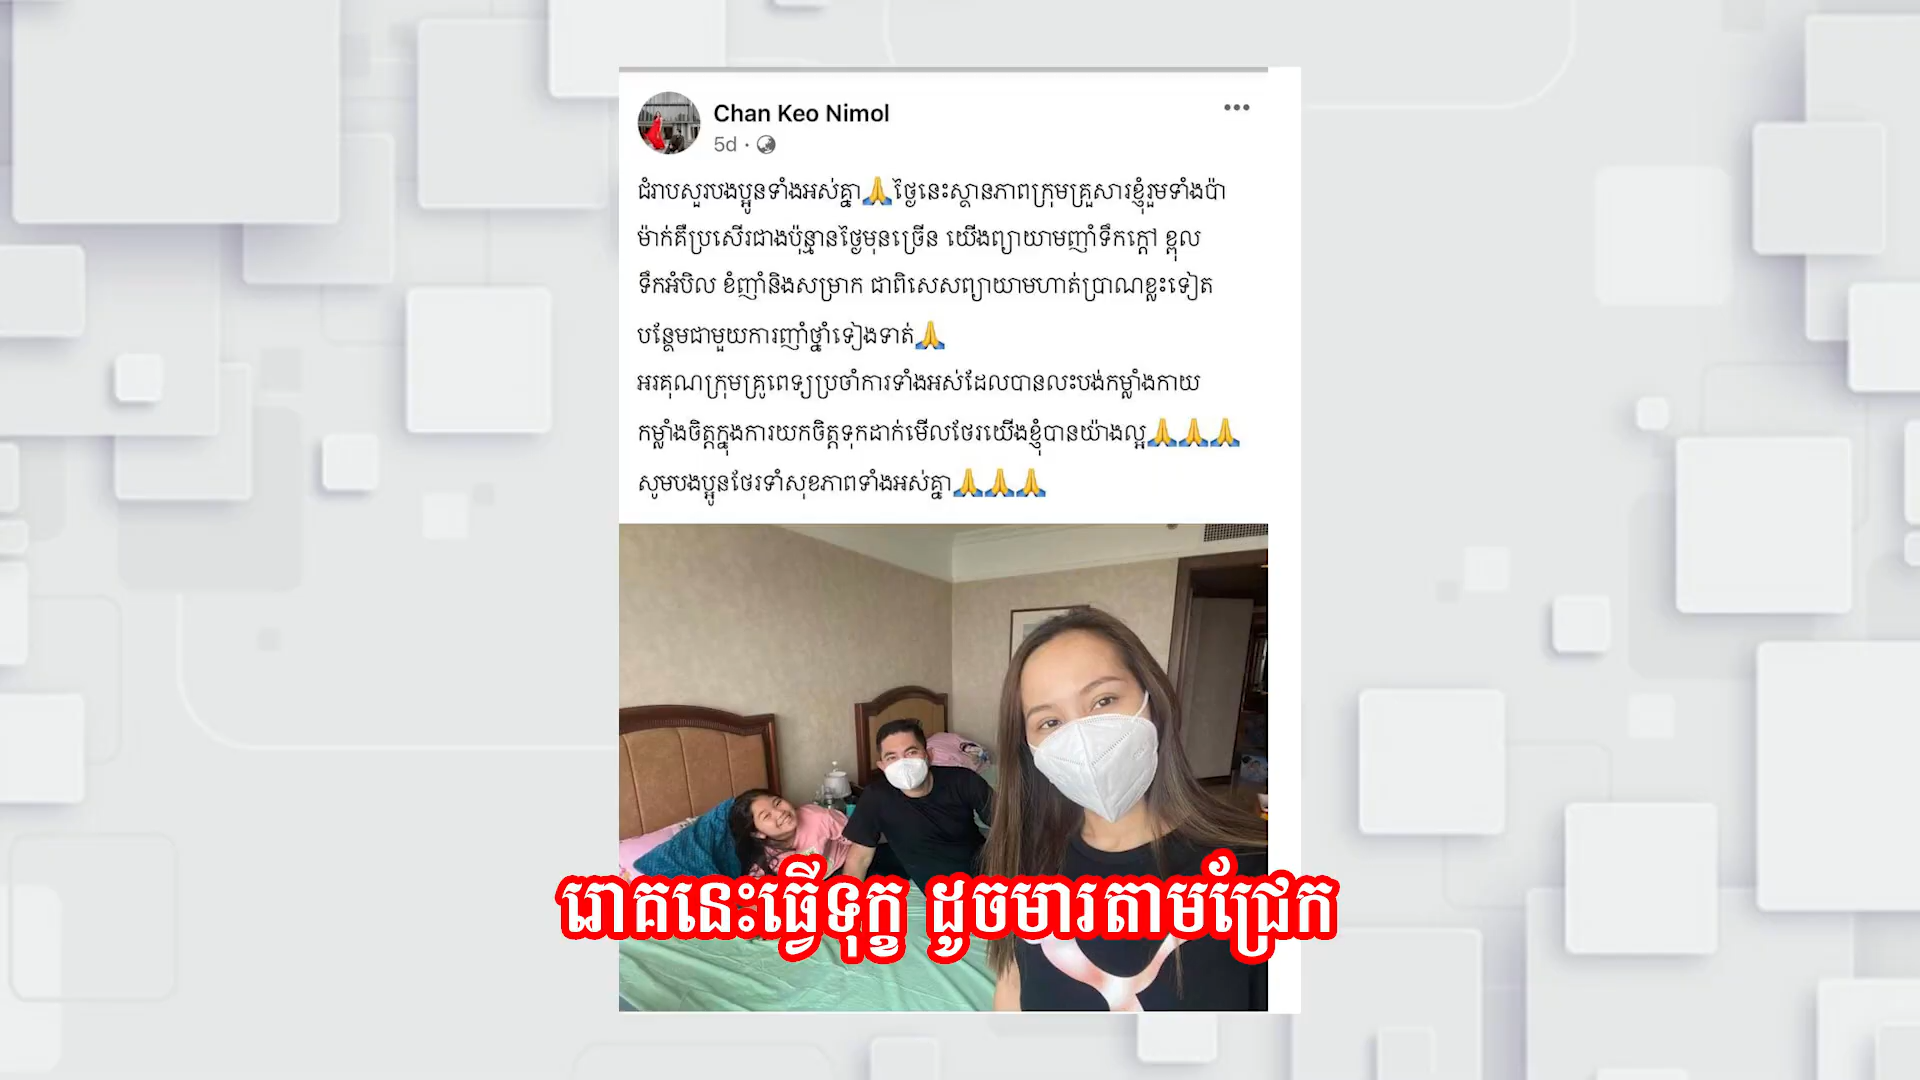 Chan Keo Nimol
5d
ជំរាបសួរបងប្អូនទាំងអស់គ្នា🙏ថ្ងៃនេះស្ថានភាពក្រុមគ្រួសារខ្ញុំរួមទាំងប៉ា
ម៉ាក់គឺប្រសើរជាងប៉ុន្មានថ្ងៃមុនច្រើន យើងព្យាយាមញាំទឹកក្តៅ ខ្ពុល
ទឹកអំបិល ខំញាំនិងសម្រាក ជាពិសេសព្យាយាមហាត់ប្រាណខ្លះទៀត
បន្ថែមជាមួយការញាំថ្នាំទៀងទាត់🙏
អរគុណក្រុមគ្រូពេទ្យប្រចាំការទាំងអស់ដែលបានលះបង់កម្លាំងកាយ
កម្លាំងចិត្តក្នុងការយកចិត្តទុកដាក់មើលថែរយើងខ្ញុំបានយ៉ាងល្អ🙏🙏🙏
សូមបងប្អូនថែរទាំសុខភាពទាំងអស់គ្នា🙏🙏🙏
រោគនេះធ្វើទុក្ខ ដូចមារតាមជ្រែក